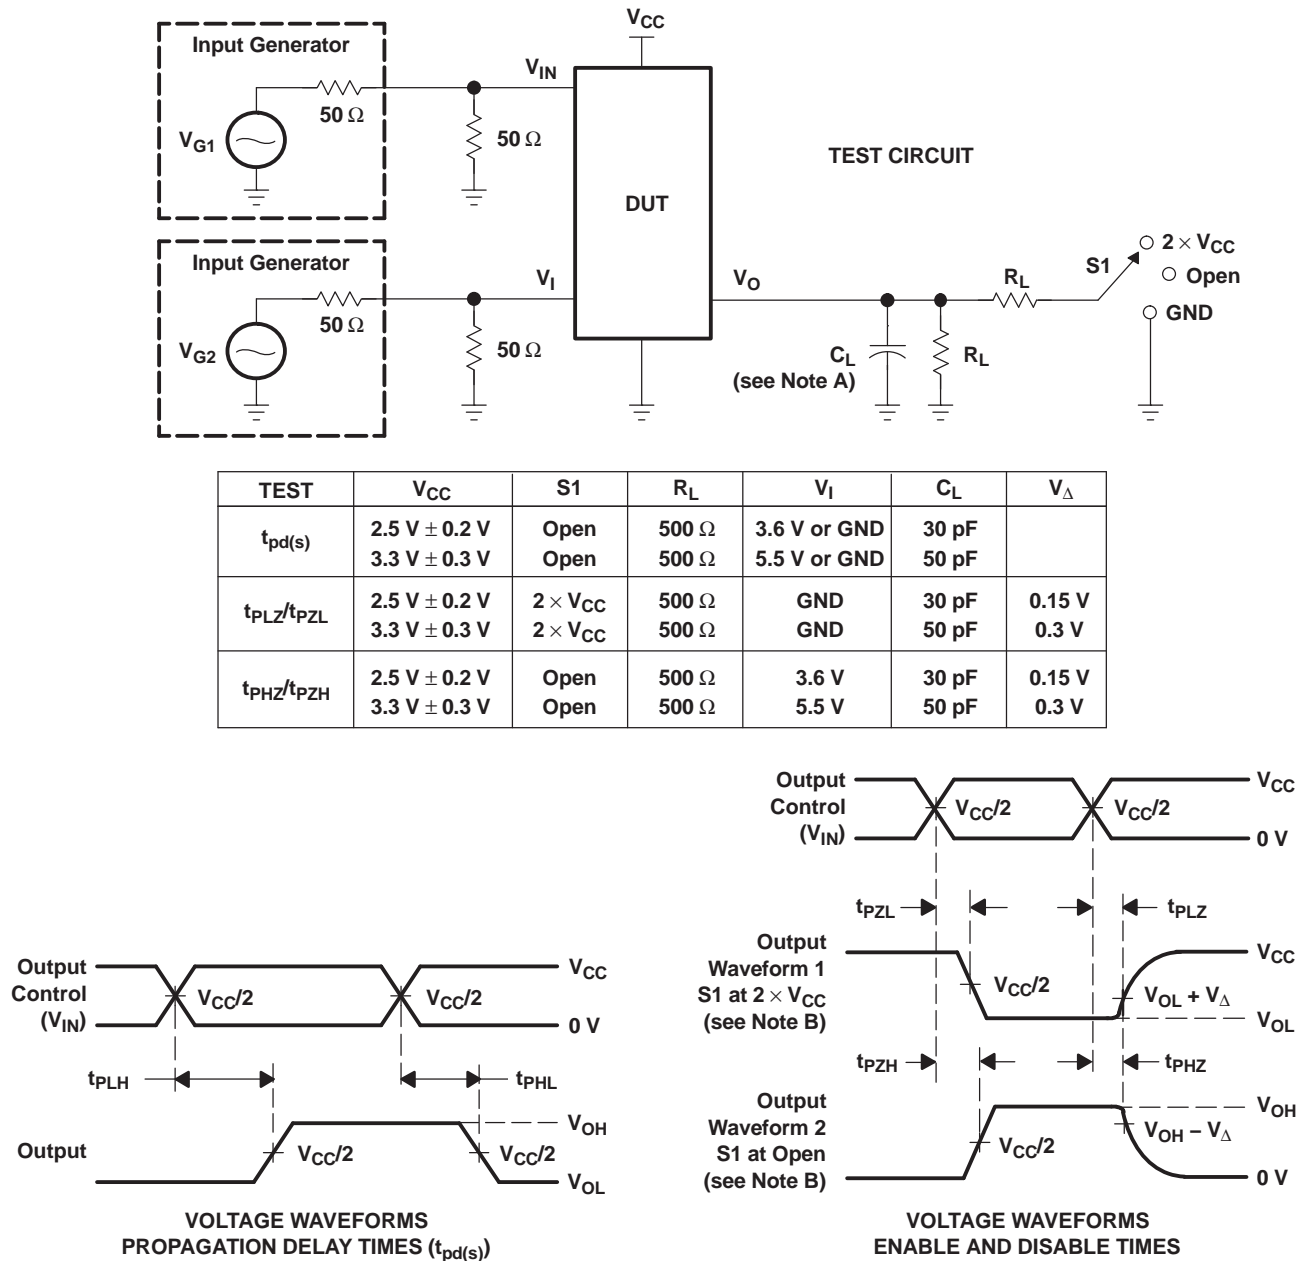 VCC
Input Generator
VIN
50 Ω
VG1
50 Ω
TEST CIRCUIT
DUT
Input Generator
VI
VO
50 Ω
VG2
50 Ω
CL
(see Note A)
RL
RL
S1
2 × VCC
Open
GND
TEST VCC S1 RL VI CL VΔ
tpd(s) 2.5 V ± 0.2 V Open 500 Ω 3.6 V or GND 30 pF
3.3 V ± 0.3 V Open 500 Ω 5.5 V or GND 50 pF
tPLZ/tPZL 2.5 V ± 0.2 V 2 × VCC 500 Ω GND 30 pF 0.15 V
3.3 V ± 0.3 V 2 × VCC 500 Ω GND 50 pF 0.3 V
tPHZ/tPZH 2.5 V ± 0.2 V Open 500 Ω 3.6 V 30 pF 0.15 V
3.3 V ± 0.3 V Open 500 Ω 5.5 V 50 pF 0.3 V
Output
Control
(VIN)
VCC/2
VCC/2
VCC
0 V
tPLH
tPHL
Output
VCC/2
VCC/2
VOH
VOL
VOLTAGE WAVEFORMS
PROPAGATION DELAY TIMES (tpd(s))
Output
Control
(VIN)
VCC/2
VCC/2
VCC
0 V
tPZL
tPLZ
Output
Waveform 1
S1 at 2 × VCC
(see Note B)
VCC/2
VCC
VOL + VΔ
VOL
tPZH
tPHZ
Output
Waveform 2
S1 at Open
(see Note B)
VCC/2
VOH
VOH − VΔ
0 V
VOLTAGE WAVEFORMS
ENABLE AND DISABLE TIMES